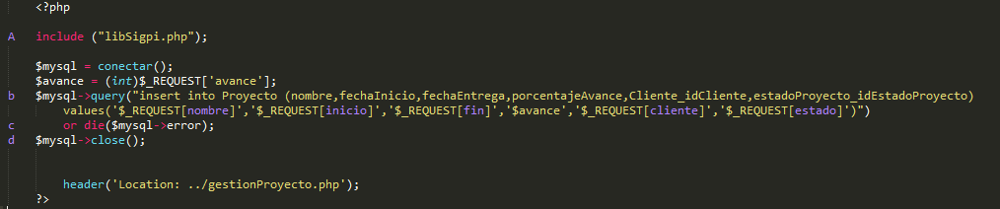 <?php
A include ("libSigpi.php");
$mysql = conectar();
$avance = (int)$_REQUEST['avance'];
b $mysql->query("insert into Proyecto (nombre,fechaInicio,fechaEntrega,porcentajeAvance,Cliente_idCliente,estadoProyecto_idEstadoProyecto)
values('$_REQUEST[nombre]','$_REQUEST[inicio]','$_REQUEST[fin]','$avance','$_REQUEST[cliente]','$_REQUEST[estado]')")
c or die($mysql->error);
d $mysql->close();
header('Location: ../gestionProyecto.php');
?>